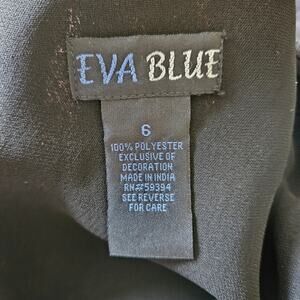 EVA BLUE
6
100% POLYESTER
EXCLUSIVE OF
DECORATION
MADE IN INDIA
RN#59394
SEE REVERSE
FOR CARE